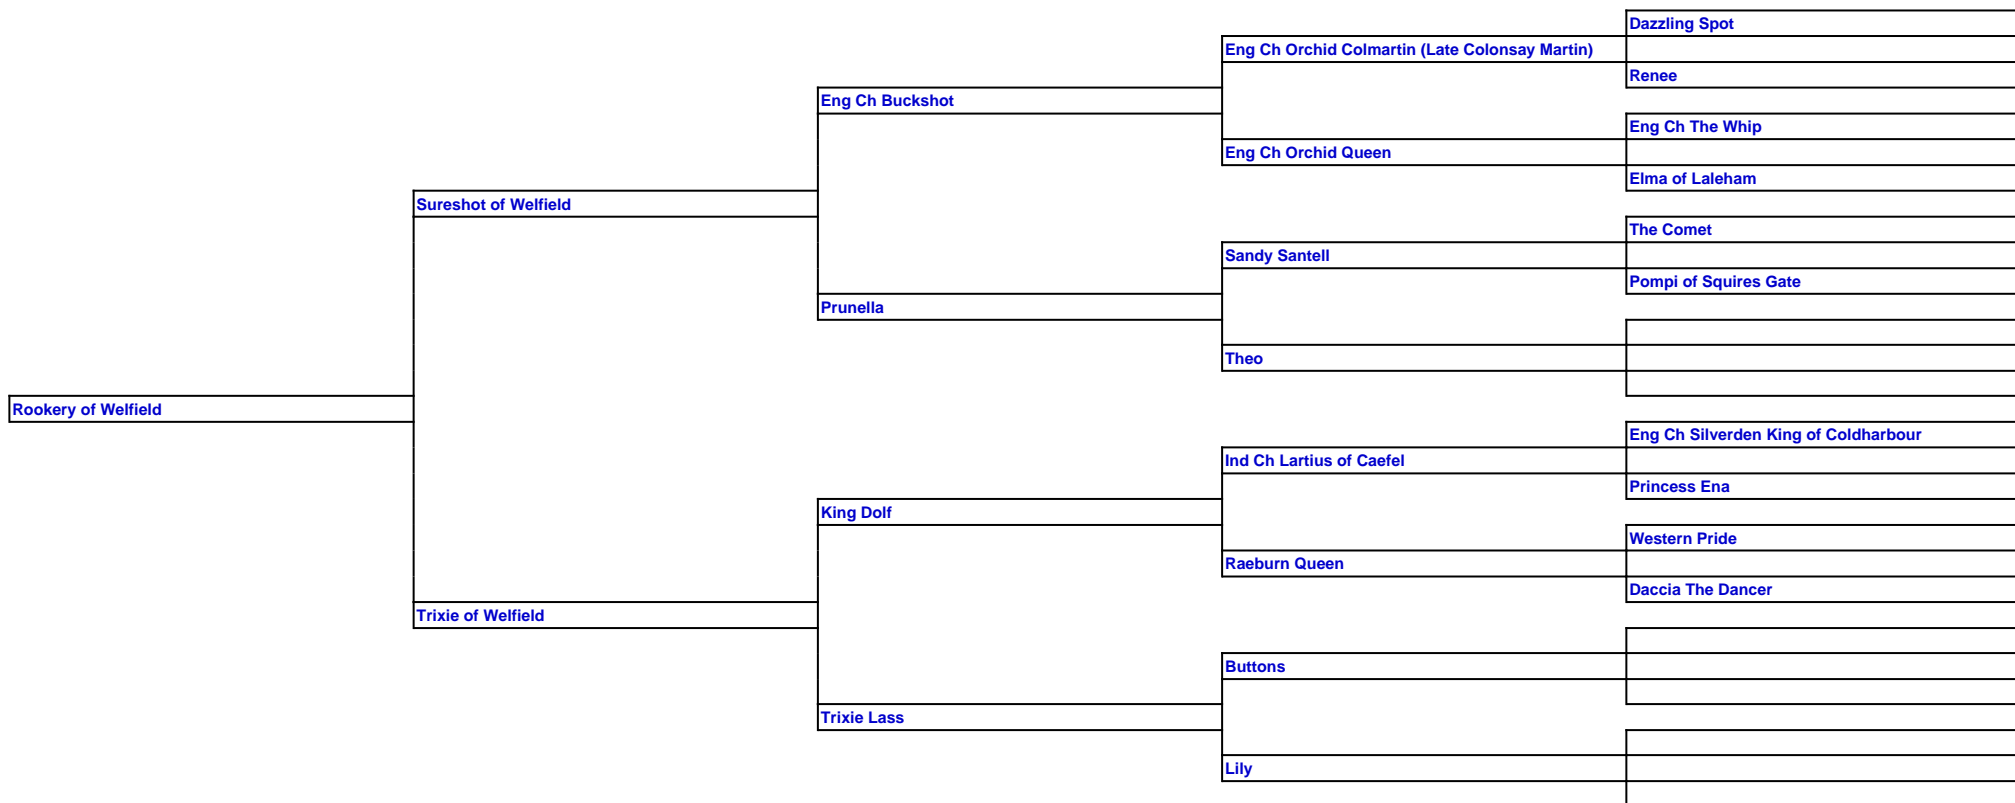 Dazzling Spot
Eng Ch Orchid Colmartin (Late Colonsay Martin)
Renee
Eng Ch Buckshot
Eng Ch The Whip
Eng Ch Orchid Queen
Elma of Laleham
Sureshot of Welfield
The Comet
Sandy Santell
Pompi of Squires Gate
Prunella
Theo
Rookery of Welfield
Eng Ch Silverden King of Coldharbour
Ind Ch Lartius of Caefel
Princess Ena
King Dolf
Western Pride
Raeburn Queen
Daccia The Dancer
Trixie of Welfield
Buttons
Trixie Lass
Lily